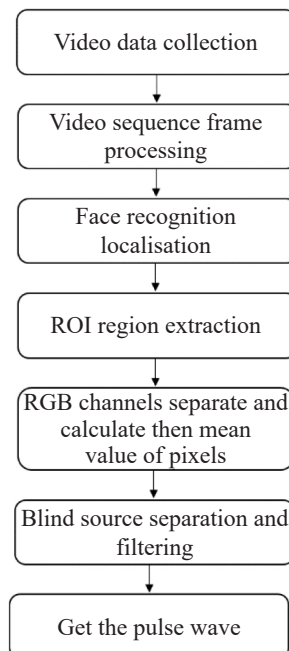 Video data collection
Video sequence frame
processing
Face recognition
localisation
ROI region extraction
RGB channels separate and
calculate then mean
value of pixels
Blind source separation and
filtering
Get the pulse wave